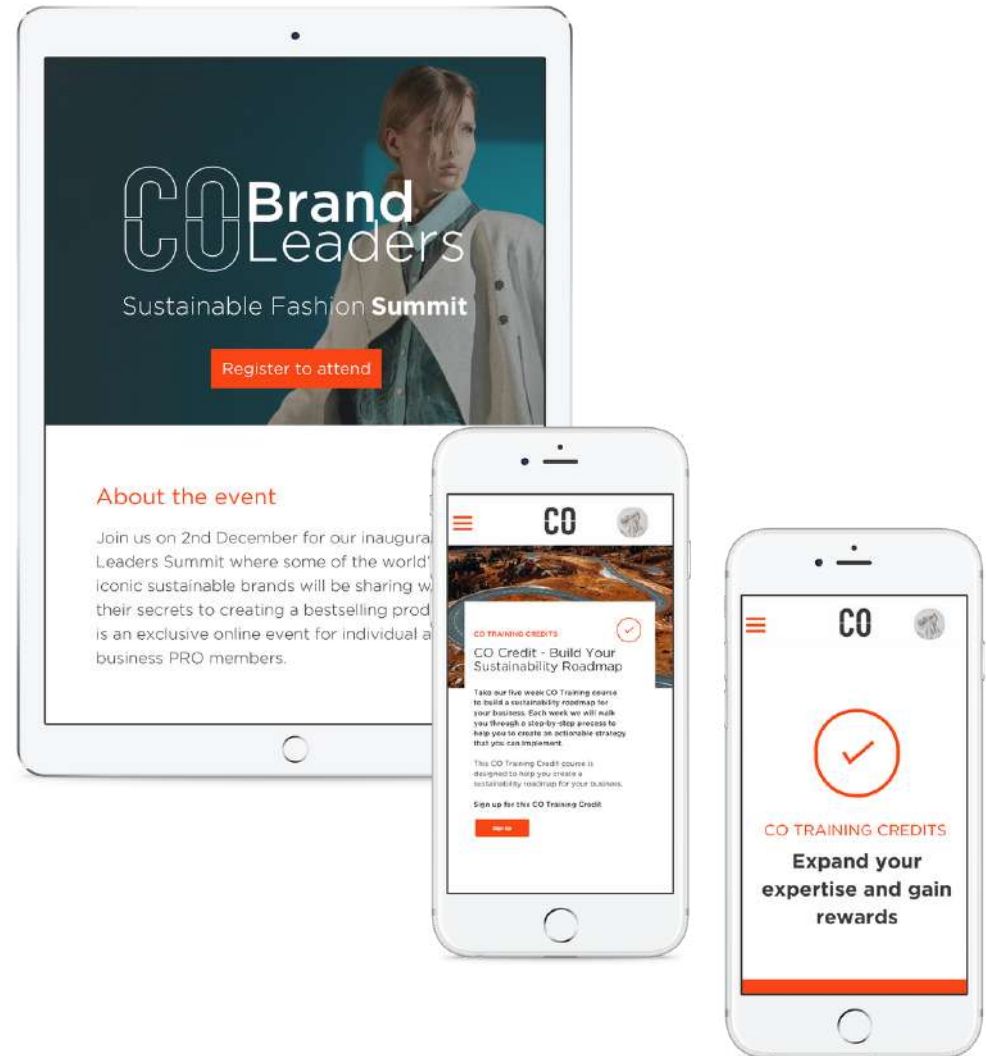 CO Brand
Leaders
Sustainable Fashion Summit
Register to attend
About the event
Join us on 2nd December for our inaugura
Leaders Summit where some of the world'
iconic sustainable brands will be sharing w
their secrets to creating a bestselling prod
is an exclusive online event for individual a
business PRO members.
CO
CO TRAINING CREDITS
CO Credit - Build Your
Sustainability Roadmap
Take our five week CO Training course
to build a sustainability roadmap for
your business. Each week we will walk
you through a step-by-step process to
help you to create an actionable strategy
that you can implement.
This CO Training Credit course is
designed to help you create a
sustainability roadmap for your business.
Sign up for this CO Training Credit
Sign Up
CO
CO TRAINING CREDITS
Expand your
expertise and gain
rewards